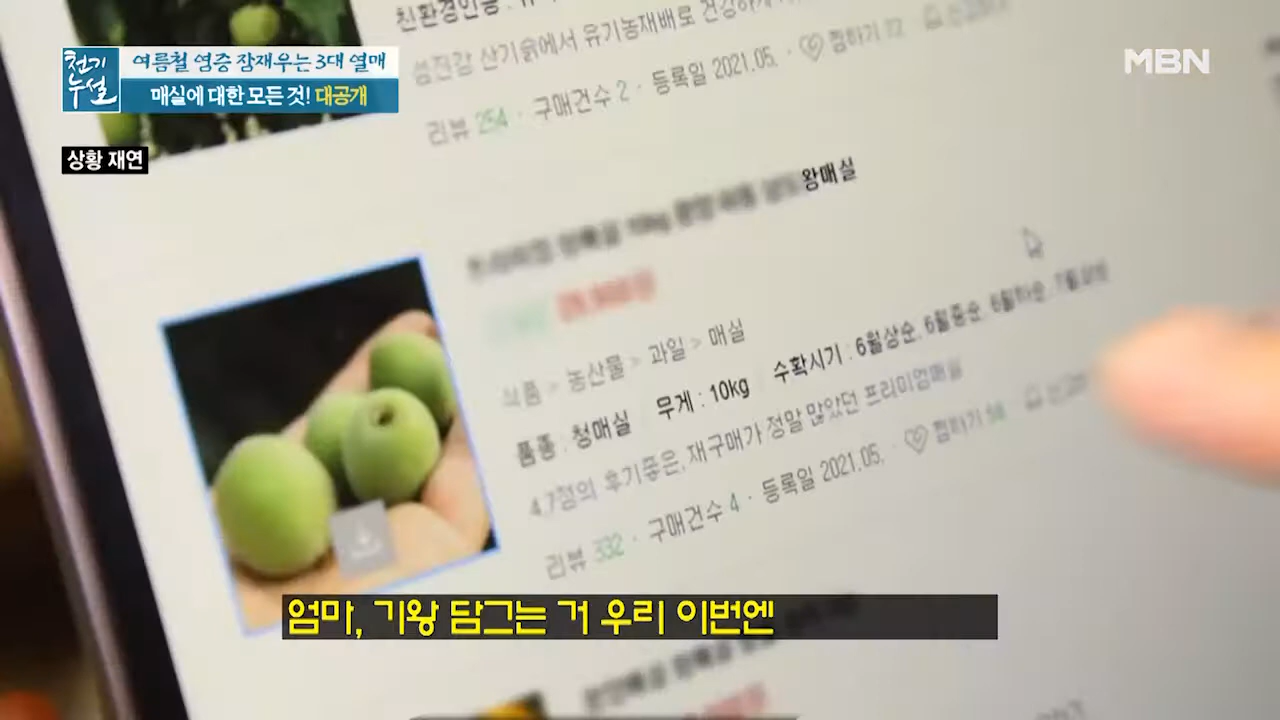 천기누설
여름철 염증 잠재우는 3대 열매
매실에 대한 모든 것! 대공개
MBN
상황 재연
친환경인증
섬진강 산기슭에서 유기농재배로
리뷰 254 · 구매건수 2 · 등록일 2021.05. · 찜하기
왕매실
식품 > 농산물 > 과일 > 매실
품종 : 청매실 무게 : 10kg 수확시기 : 6월상순, 6월중순, 6월하순, 7월상순
4.7점의 후기좋은, 재구매가 정말 많았던 프리미엄매실
리뷰 332 · 구매건수 4 · 등록일 2021.05. · 찜하기
엄마, 기왕 담그는 거 우리 이번엔